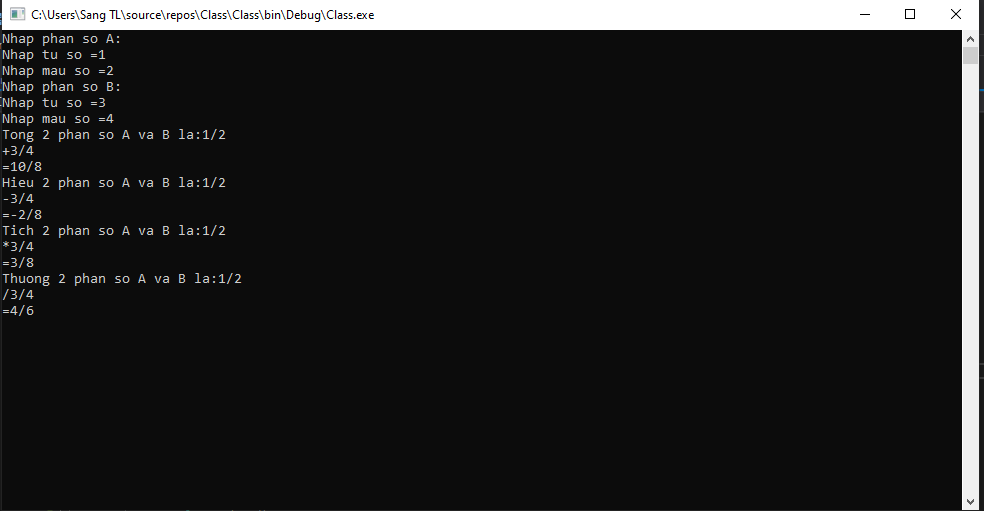 C:\Users\Sang TL\source\repos\Class\Class\bin\Debug\Class.exe
Nhap phan so A:
Nhap tu so =1
Nhap mau so =2
Nhap phan so B:
Nhap tu so =3
Nhap mau so =4
Tong 2 phan so A va B la:1/2
+3/4
=10/8
Hieu 2 phan so A va B la:1/2
-3/4
=-2/8
Tich 2 phan so A va B la:1/2
*3/4
=3/8
Thuong 2 phan so A va B la:1/2
/3/4
=4/6